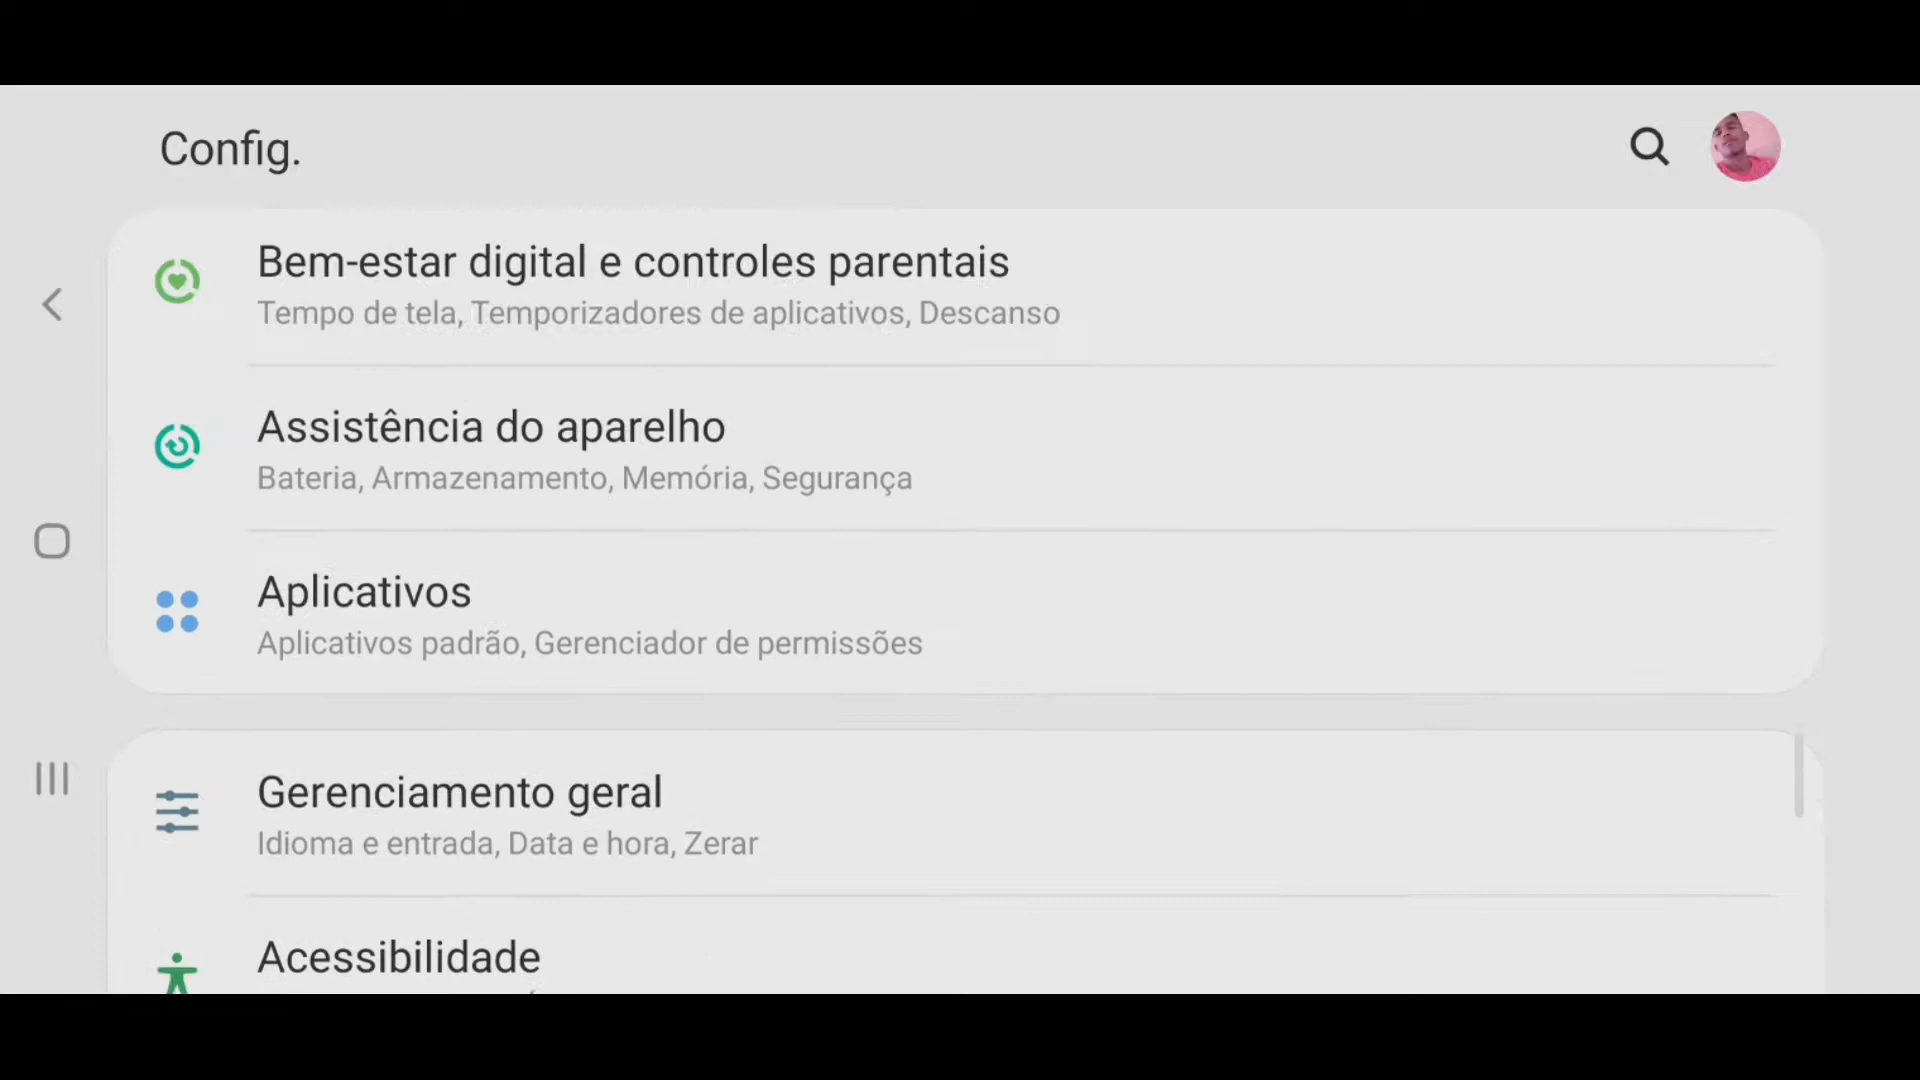 Config.
Bem-estar digital e controles parentais
Tempo de tela, Temporizadores de aplicativos, Descanso
Assistência do aparelho
Bateria, Armazenamento, Memória, Segurança
Aplicativos
Aplicativos padrão, Gerenciador de permissões
Gerenciamento geral
Idioma e entrada, Data e hora, Zerar
Acessibilidade